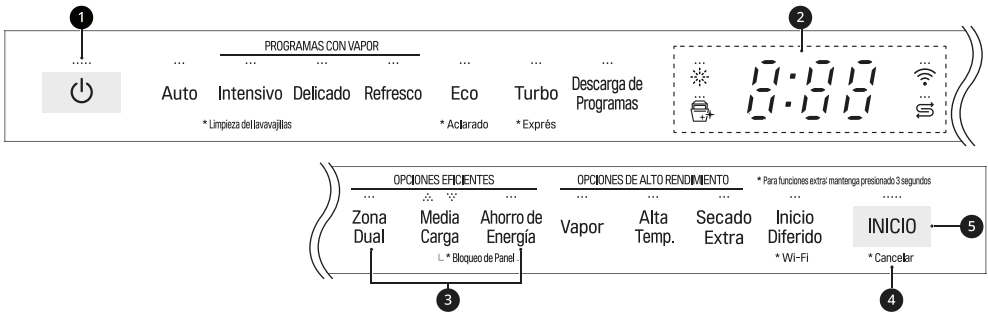 1
2
PROGRAMAS CON VAPOR
Auto
Intensivo
Delicado
Refresco
Eco
Turbo
Descarga de
Programas
8:88
* Limpieza del lavavajillas
* Aclarado
* Exprés
OPCIONES EFICIENTES
OPCIONES DE ALTO RENDIMIENTO
* Para funciones extra: mantenga presionado 3 segundos
Zona
Dual
Media
Carga
Ahorro de
Energía
Vapor
Alta
Temp.
Secado
Extra
Inicio
Diferido
INICIO
5
* Bloqueo de Panel
* Wi-Fi
* Cancelar
3
4